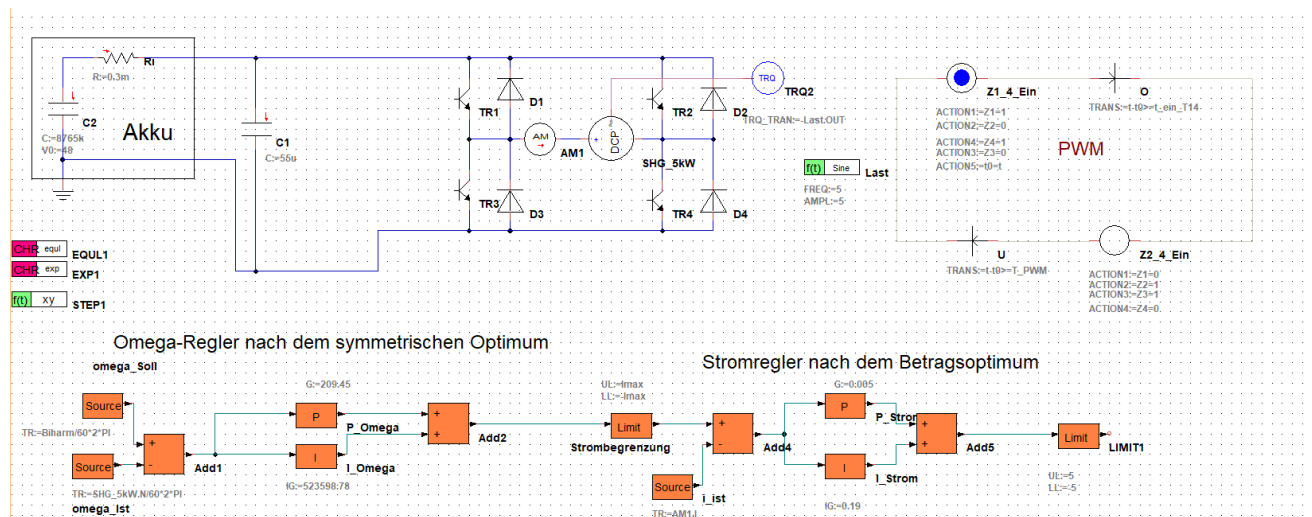 Ri
R:=0.3m
C2
C:=8765k
V0:=48
Akku
C1
C:=55u
TR1
D1
TR3
D3
AM
AM1
DCP
SHG_5kW
TR2
D2
TR4
D4
TRQ
TRQ2
TRQ_TRAN:=-Last.OUT
f(t) Sine
Last
FREQ:=5
AMPL:=5
Z1_4_Ein
ACTION1:=Z1=1
ACTION2:=Z2=0
ACTION4:=Z4=1
ACTION3:=Z3=0
ACTION5:=t0=t
O
TRANS:=t-t0>=t_ein_T14
PWM
U
TRANS:=t-t0>=T_PWM
Z2_4_Ein
ACTION1:=Z1=0
ACTION2:=Z2=1
ACTION3:=Z3=1
ACTION4:=Z4=0
CHR equl
EQUL1
CHR exp
EXP1
f(t) xy
STEP1
Omega-Regler nach dem symmetrischen Optimum
omega_Soll
Source
TR:=Biharm/60*2*PI
Source
TR:=SHG_5kW.N/60*2*PI
omega_Ist
+
-
Add1
G:=209.45
P
P_Omega
I
I_Omega
IG:=523598.78
+
+
Add2
UL:=Imax
LL:=-Imax
Limit
Strombegrenzung
Stromregler nach dem Betragsoptimum
Source
i_ist
TR:=AM1.I
+
-
Add4
G:=0.005
P
P_Strom
I
I_Strom
IG:=0.19
+
+
Add5
Limit
LIMIT1
UL:=5
LL:=-5